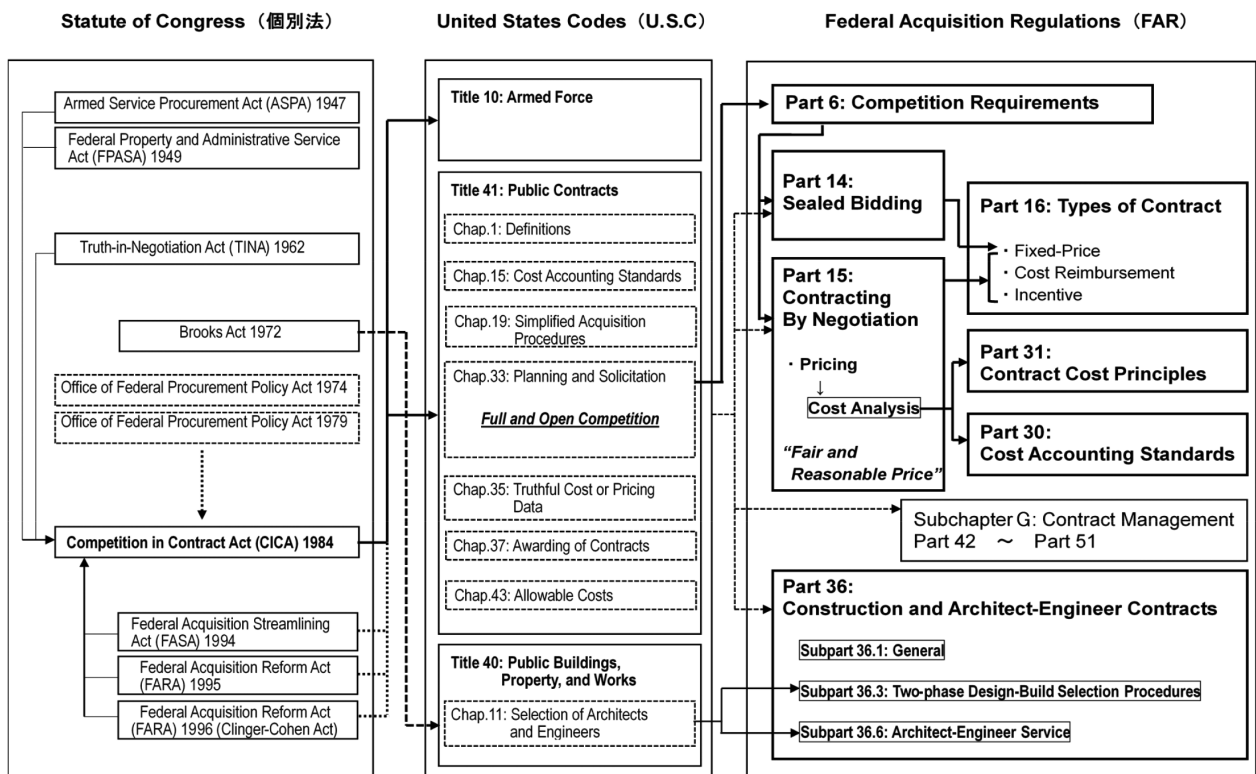 Statute of Congress（個別法）
United States Codes（U.S.C）
Federal Acquisition Regulations（FAR）
Armed Service Procurement Act (ASPA) 1947
Federal Property and Administrative Service
Act (FPASA) 1949
Truth-in-Negotiation Act (TINA) 1962
Brooks Act 1972
Office of Federal Procurement Policy Act 1974
Office of Federal Procurement Policy Act 1979
Competition in Contract Act (CICA) 1984
Federal Acquisition Streamlining
Act (FASA) 1994
Federal Acquisition Reform Act
(FARA) 1995
Federal Acquisition Reform Act
(FARA) 1996 (Clinger-Cohen Act)
Title 10: Armed Force
Title 41: Public Contracts
Chap.1: Definitions
Chap.15: Cost Accounting Standards
Chap.19: Simplified Acquisition
Procedures
Chap.33: Planning and Solicitation
Full and Open Competition
Chap.35: Truthful Cost or Pricing
Data
Chap.37: Awarding of Contracts
Chap.43: Allowable Costs
Title 40: Public Buildings,
Property, and Works
Chap.11: Selection of Architects
and Engineers
Part 6: Competition Requirements
Part 14:
Sealed Bidding
Part 16: Types of Contract
・Fixed-Price
・Cost Reimbursement
・Incentive
Part 15:
Contracting
By Negotiation
・Pricing
↓
Cost Analysis
“Fair and
Reasonable Price”
Part 31:
Contract Cost Principles
Part 30:
Cost Accounting Standards
Subchapter G: Contract Management
Part 42 ～ Part 51
Part 36:
Construction and Architect-Engineer Contracts
Subpart 36.1: General
Subpart 36.3: Two-phase Design-Build Selection Procedures
Subpart 36.6: Architect-Engineer Service